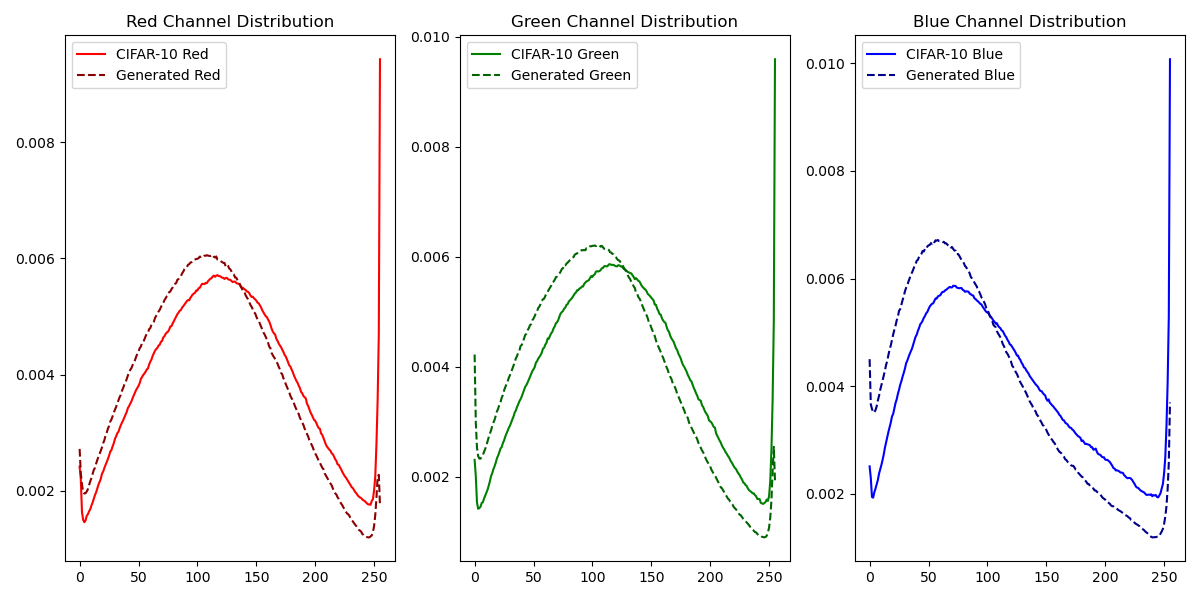 Red Channel Distribution
CIFAR-10 Red
Generated Red
0.008
0.006
0.004
0.002
0 50 100 150 200 250
Green Channel Distribution
CIFAR-10 Green
Generated Green
0.010
0.008
0.006
0.004
0.002
0 50 100 150 200 250
Blue Channel Distribution
CIFAR-10 Blue
Generated Blue
0.010
0.008
0.006
0.004
0.002
0 50 100 150 200 250